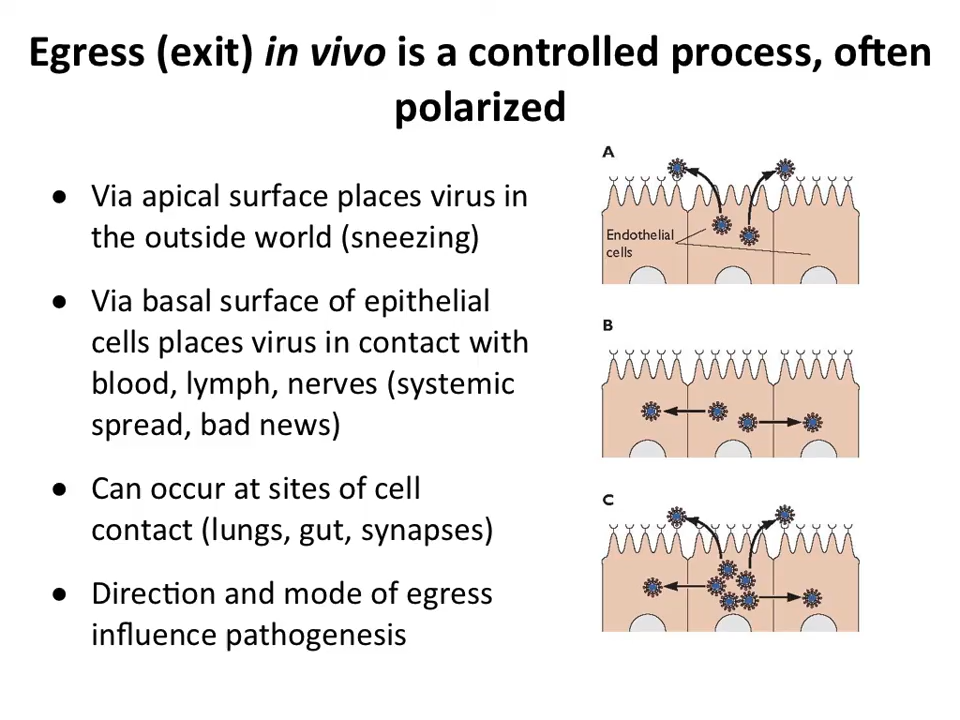 Egress (exit) in vivo is a controlled process, often
polarized
● Via apical surface places virus in
the outside world (sneezing)
● Via basal surface of epithelial
cells places virus in contact with
blood, lymph, nerves (systemic
spread, bad news)
● Can occur at sites of cell
contact (lungs, gut, synapses)
● Direction and mode of egress
influence pathogenesis
A
Endothelial
cells
B
C